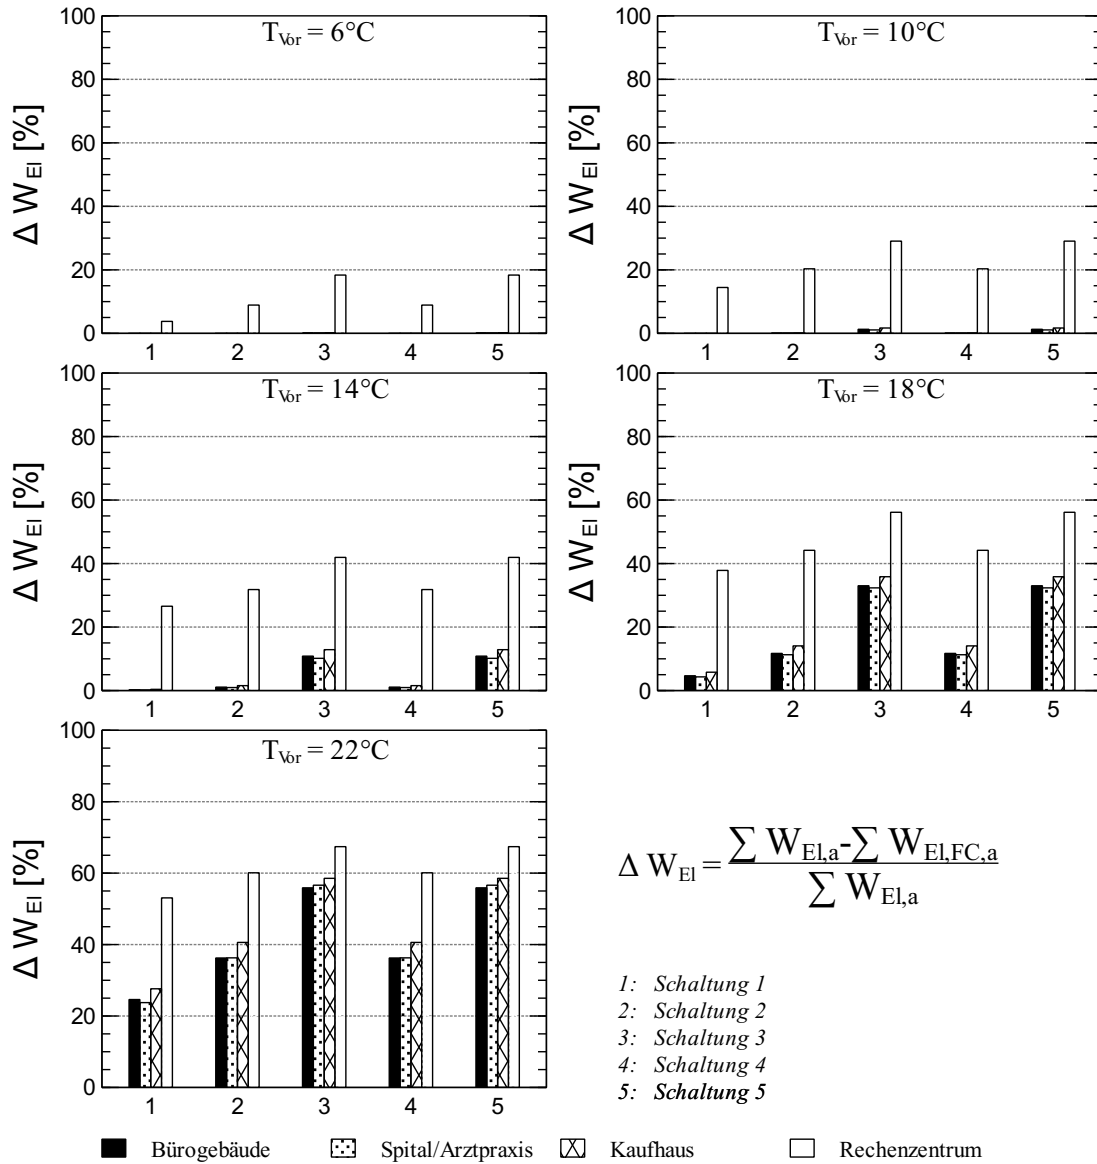 T_Vor = 6°C
Δ W_El [%]
100
80
60
40
20
0
1 2 3 4 5
T_Vor = 10°C
Δ W_El [%]
100
80
60
40
20
0
1 2 3 4 5
T_Vor = 14°C
Δ W_El [%]
100
80
60
40
20
0
1 2 3 4 5
T_Vor = 18°C
Δ W_El [%]
100
80
60
40
20
0
1 2 3 4 5
T_Vor = 22°C
Δ W_El [%]
100
80
60
40
20
0
1 2 3 4 5
Δ W_El = (∑ W_El,a - ∑ W_El,FC,a) / ∑ W_El,a
1: Schaltung 1
2: Schaltung 2
3: Schaltung 3
4: Schaltung 4
5: Schaltung 5
Bürogebäude Spital/Arztpraxis Kaufhaus Rechenzentrum